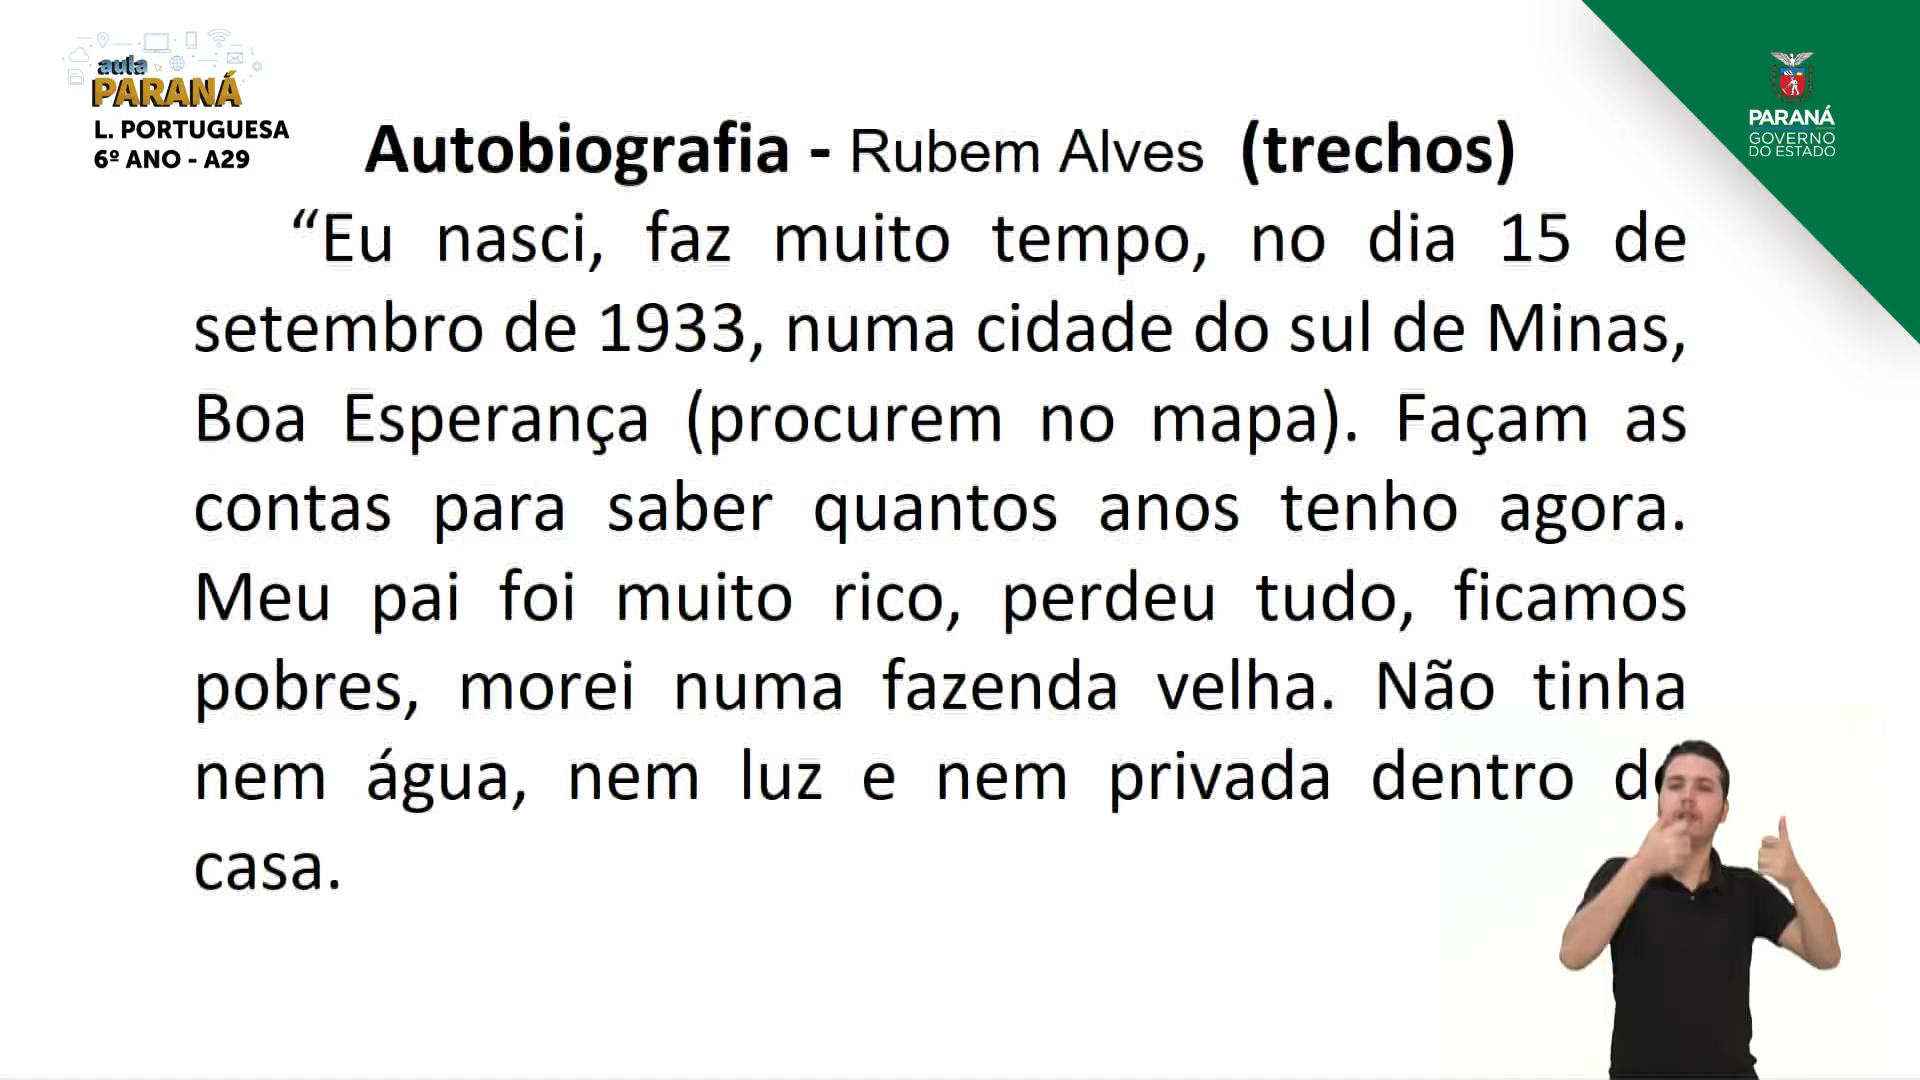 aula
PARANÁ
L. PORTUGUESA
6º ANO - A29
PARANÁ
GOVERNO
DO ESTADO
Autobiografia - Rubem Alves (trechos)
“Eu nasci, faz muito tempo, no dia 15 de
setembro de 1933, numa cidade do sul de Minas,
Boa Esperança (procurem no mapa). Façam as
contas para saber quantos anos tenho agora.
Meu pai foi muito rico, perdeu tudo, ficamos
pobres, morei numa fazenda velha. Não tinha
nem água, nem luz e nem privada dentro
casa.